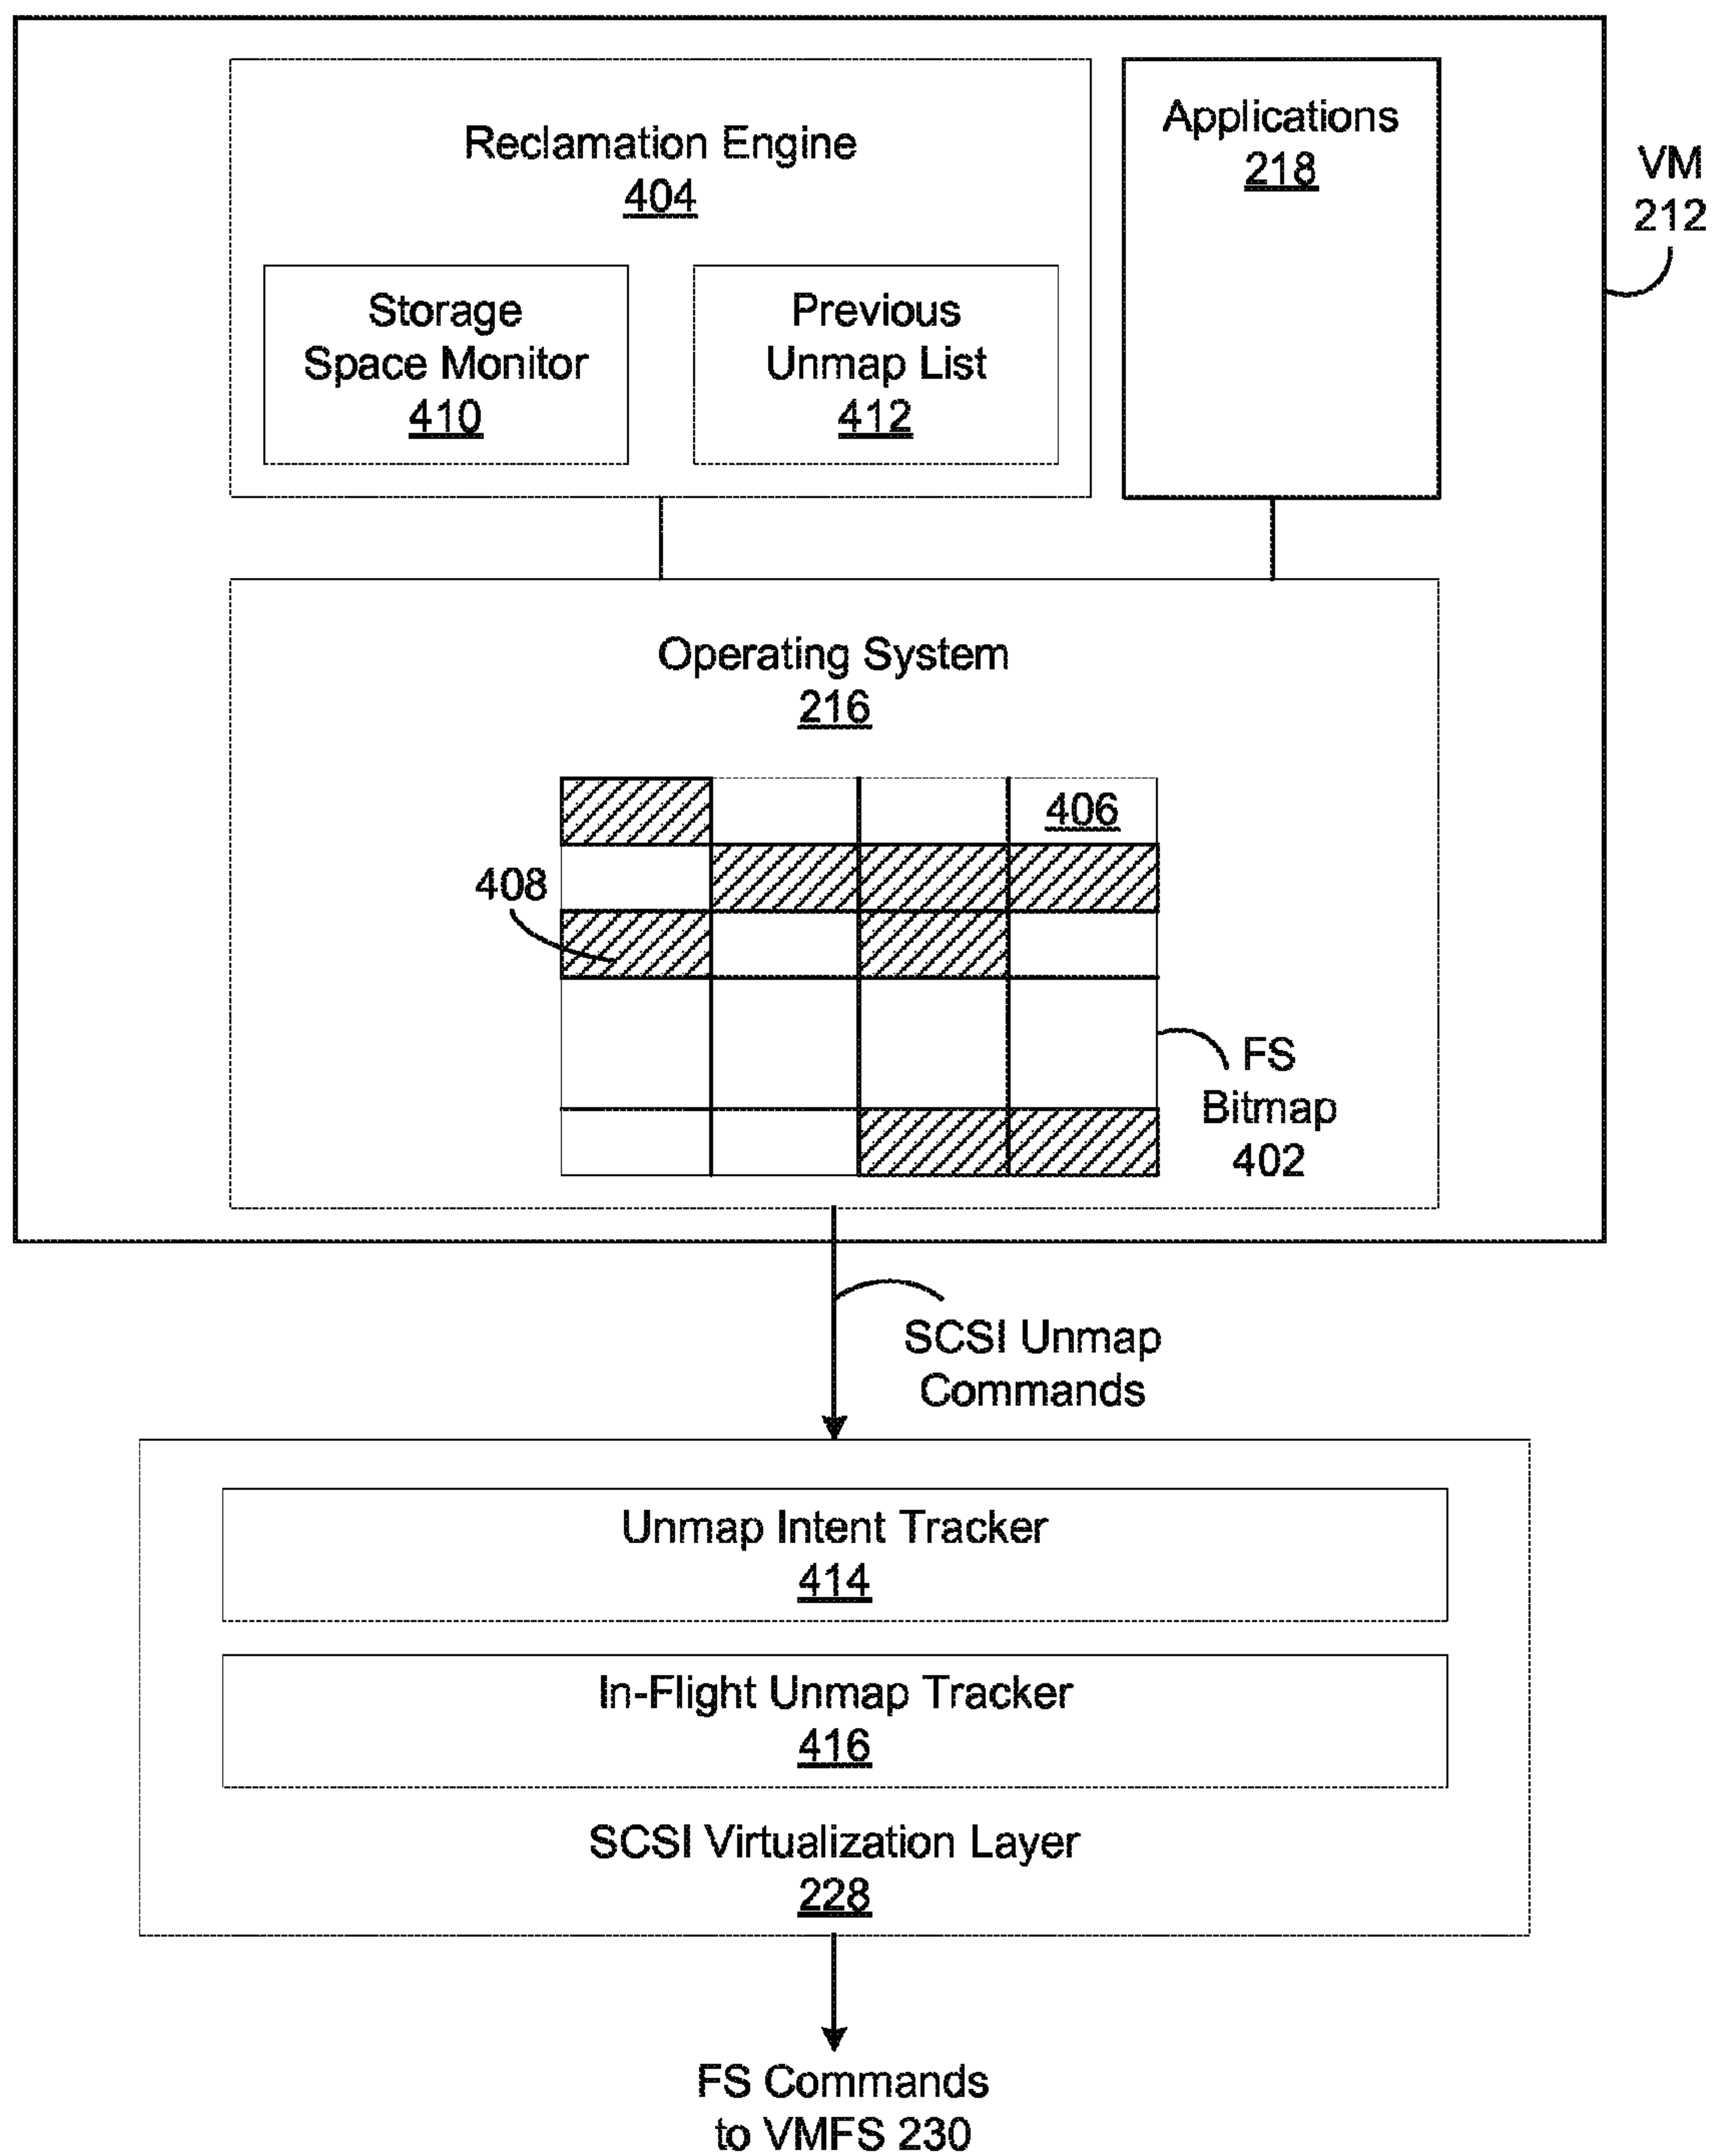 Reclamation Engine
404
Storage
Space Monitor
410
Previous
Unmap List
412
Applications
218
VM
212
Operating System
216
406
408
FS
Bitmap
402
SCSI Unmap
Commands
Unmap Intent Tracker
414
In-Flight Unmap Tracker
416
SCSI Virtualization Layer
228
FS Commands
to VMFS 230